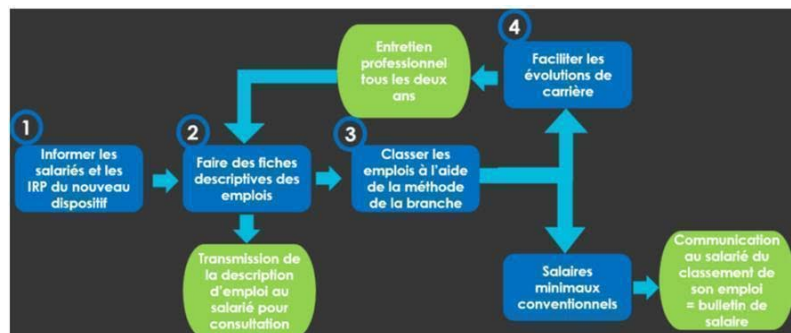 1
Informer les
salariés et les
IRP du nouveau
dispositif
2
Faire des fiches
descriptives des
emplois
Transmission de
la description
d'emploi au
salarié pour
consultation
3
Classer les
emplois à l'aide
de la méthode
de la branche
4
Faciliter les
évolutions de
carrière
Entretien
professionnel
tous les deux
ans
Salaires
minimaux
conventionnels
Communication
au salarié du
classement de
son emploi
= bulletin de
salaire